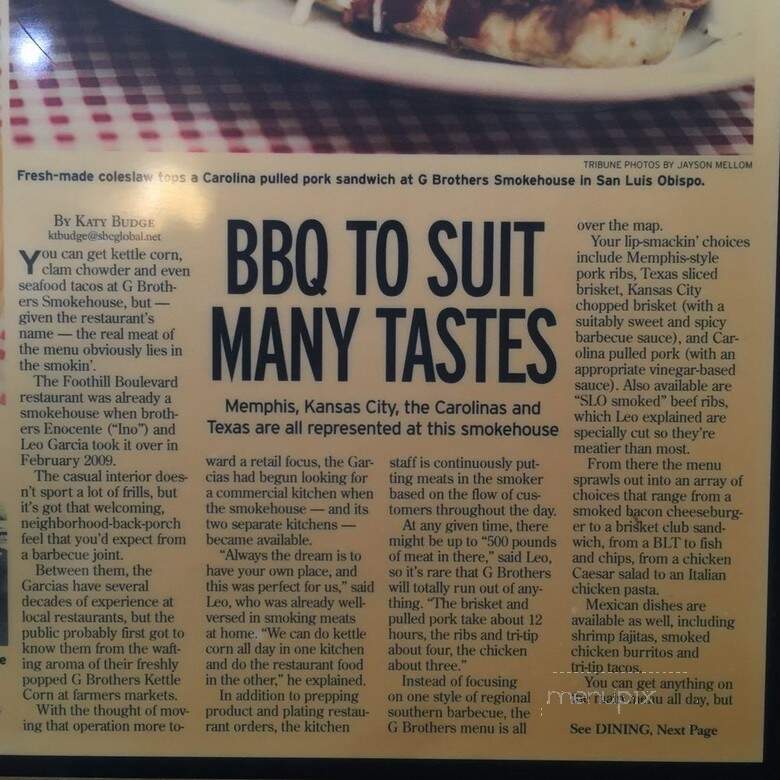 TRIBUNE PHOTOS BY JAYSON MELLOM
Fresh-made coleslaw tops a Carolina pulled pork sandwich at G Brothers Smokehouse in San Luis Obispo.
BY KATY BUDGE
ktbudge@sbcglobal.net
You can get kettle corn,
clam chowder and even
seafood tacos at G Broth-
ers Smokehouse, but —
given the restaurant's
name — the real meat of
the menu obviously lies in
the smokin'.
The Foothill Boulevard
restaurant was already a
smokehouse when broth-
ers Enocente (“Ino”) and
Leo Garcia took it over in
February 2009.
The casual interior does-
n't sport a lot of frills, but
it's got that welcoming,
neighborhood-back-porch
feel that you'd expect from
a barbecue joint.
Between them, the
Garcias have several
decades of experience at
local restaurants, but the
public probably first got to
know them from the waft-
ing aroma of their freshly
popped G Brothers Kettle
Corn at farmers markets.
With the thought of mov-
ing that operation more to-
BBQ TO SUIT
MANY TASTES
Memphis, Kansas City, the Carolinas and
Texas are all represented at this smokehouse
ward a retail focus, the Gar-
cias had begun looking for
a commercial kitchen when
the smokehouse — and its
two separate kitchens —
became available.
“Always the dream is to
have your own place, and
this was perfect for us,” said
Leo, who was already well-
versed in smoking meats
at home. “We can do kettle
corn all day in one kitchen
and do the restaurant food
in the other,” he explained.
In addition to prepping
product and plating restau-
rant orders, the kitchen
staff is continuously put-
ting meats in the smoker
based on the flow of cus-
tomers throughout the day.
At any given time, there
might be up to “500 pounds
of meat in there,” said Leo,
so it's rare that G Brothers
will totally run out of any-
thing. “The brisket and
pulled pork take about 12
hours, the ribs and tri-tip
about four, the chicken
about three.”
Instead of focusing
on one style of regional
southern barbecue, the
G Brothers menu is all
over the map.
Your lip-smackin' choices
include Memphis-style
pork ribs, Texas sliced
brisket, Kansas City
chopped brisket (with a
suitably sweet and spicy
barbecue sauce), and Car-
olina pulled pork (with an
appropriate vinegar-based
sauce). Also available are
“SLO smoked” beef ribs,
which Leo explained are
specially cut so they're
meatier than most.
From there the menu
sprawls out into an array of
choices that range from a
smoked bacon cheeseburg-
er to a brisket club sand-
wich, from a BLT to fish
and chips, from a chicken
Caesar salad to an Italian
chicken pasta.
Mexican dishes are
available as well, including
shrimp fajitas, smoked
chicken burritos and
tri-tip tacos.
You can get anything on
the main menu all day, but
See DINING, Next Page
menupix